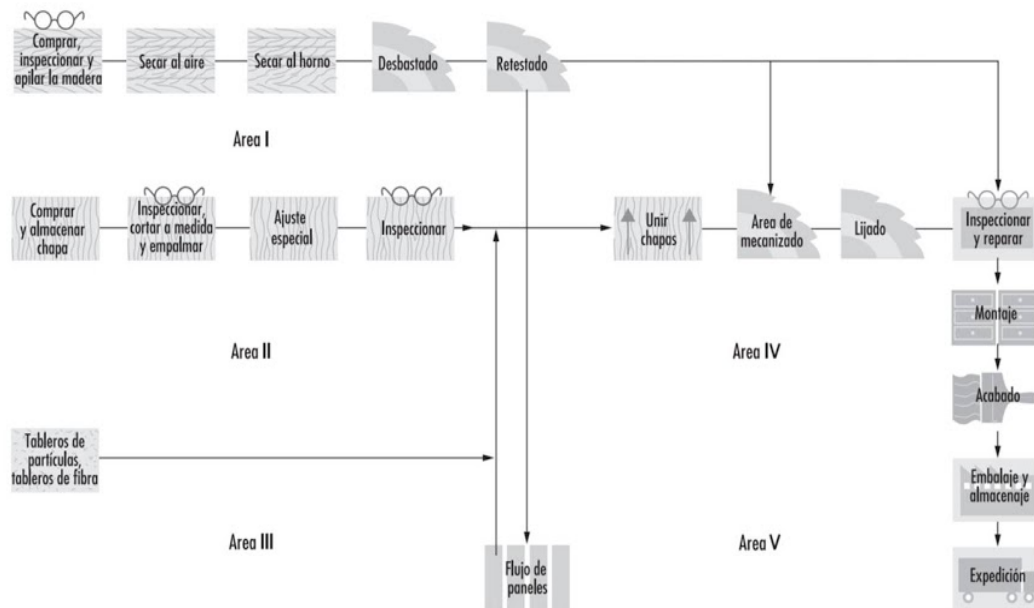 Comprar,
inspeccionar y
apilar la madera
Secar al aire
Secar al horno
Desbastado
Retestado
Area I
Comprar
y almacenar
chapa
Inspeccionar,
cortar a medida
y empalmar
Ajuste
especial
Inspeccionar
Unir
chapas
Area de
mecanizado
Lijado
Inspeccionar
y reparar
Montaje
Area II
Area IV
Acabado
Tableros de
partículas,
tableros de fibra
Embalaje y
almacenaje
Area III
Area V
Flujo de
paneles
Expedición